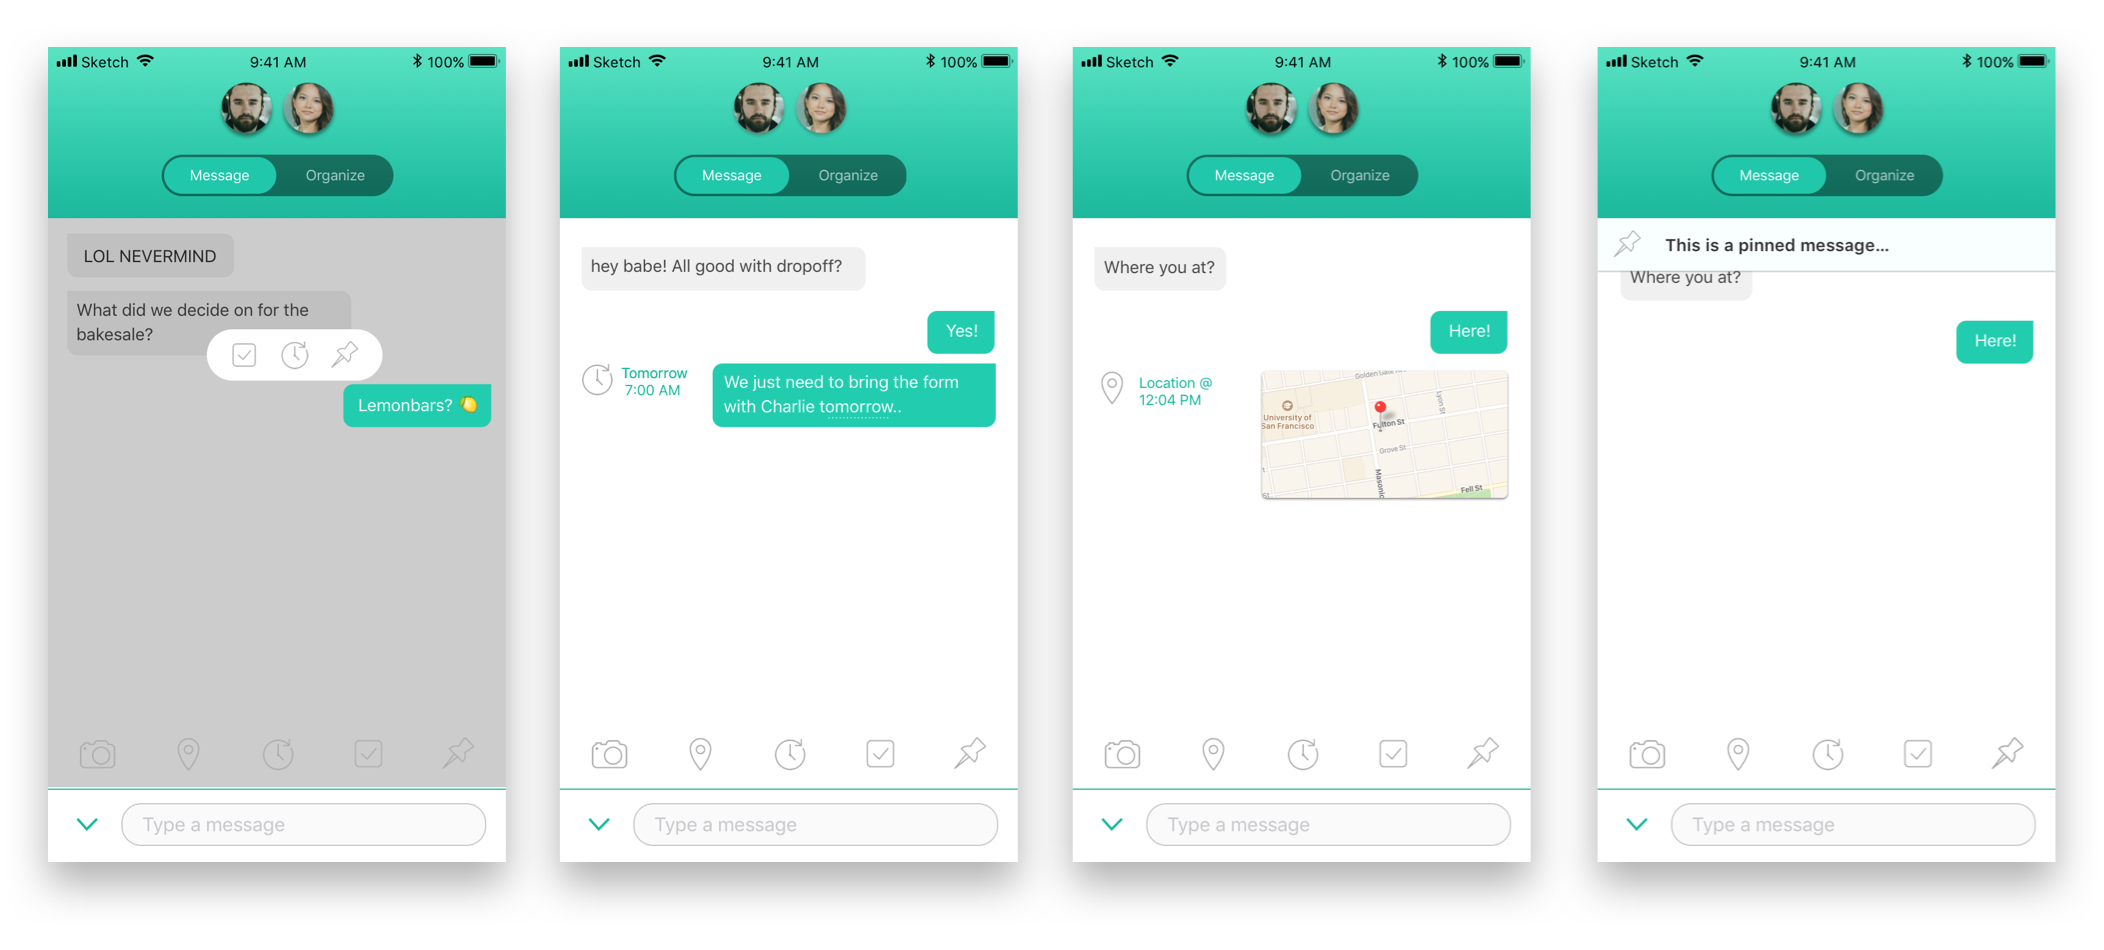 Sketch 9:41 AM 100%
Message Organize
LOL NEVERMIND
What did we decide on for the
bakesale?
Lemonbars? 🍋
Type a message
Sketch 9:41 AM 100%
Message Organize
hey babe! All good with dropoff?
Yes!
Tomorrow
7:00 AM
We just need to bring the form
with Charlie tomorrow..
Type a message
Sketch 9:41 AM 100%
Message Organize
Where you at?
Here!
Location @
12:04 PM
Golden Gate
Lyon St
University of
San Francisco
Fulton St
Grove St
Masonic
Fell St
St
Type a message
Sketch 9:41 AM 100%
Message Organize
This is a pinned message...
Where you at?
Here!
Type a message